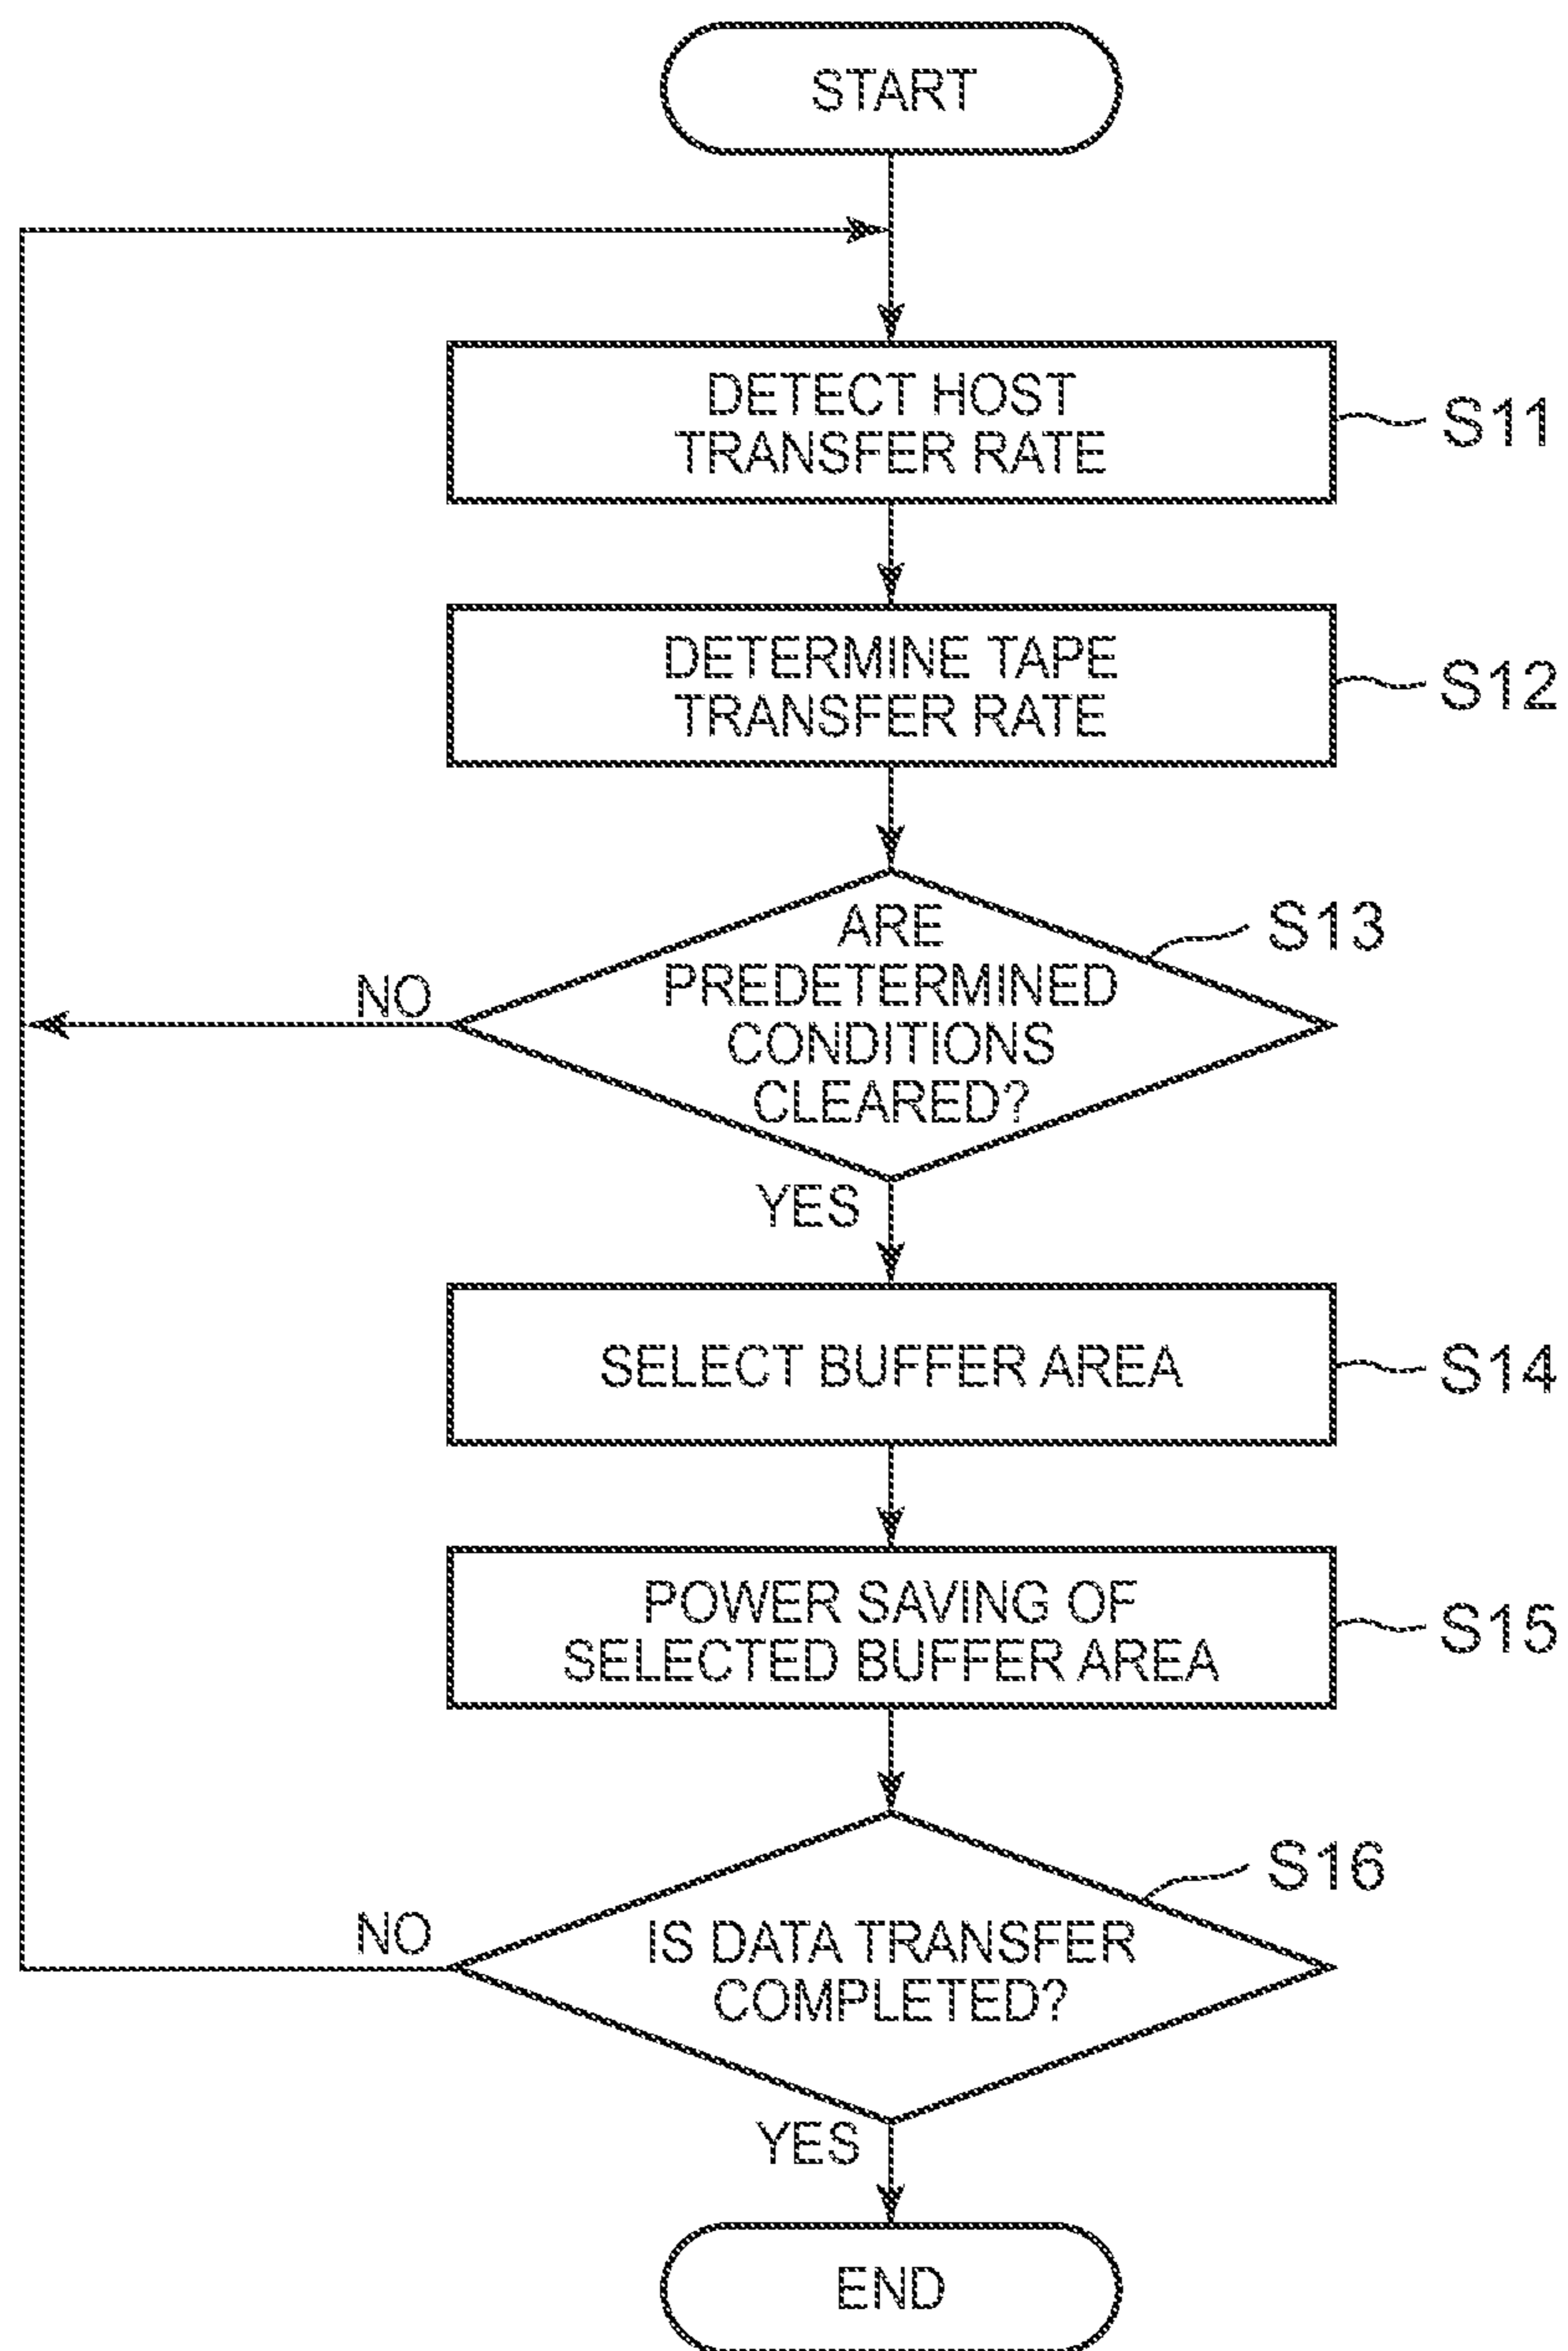 START
DETECT HOST
TRANSFER RATE
S11
DETERMINE TAPE
TRANSFER RATE
S12
ARE
PREDETERMINED
CONDITIONS
CLEARED?
S13
NO
YES
SELECT BUFFER AREA
S14
POWER SAVING OF
SELECTED BUFFER AREA
S15
IS DATA TRANSFER
COMPLETED?
S16
NO
YES
END